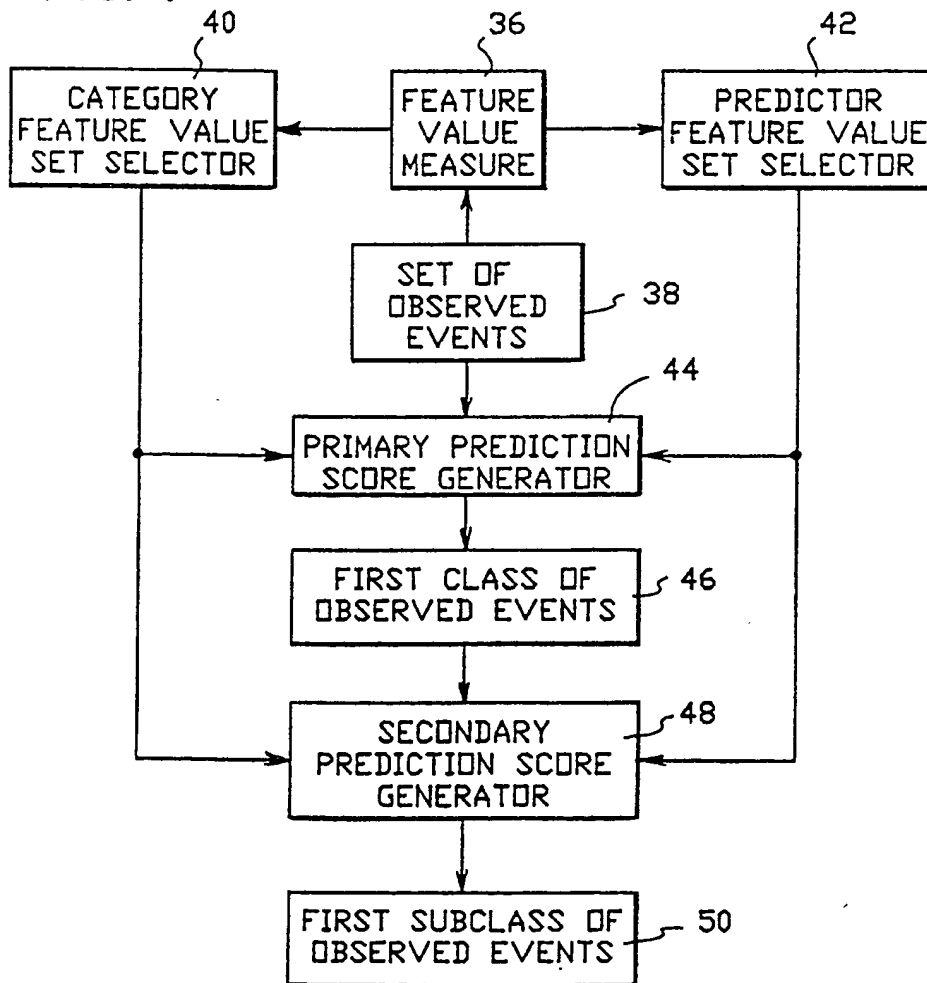 40
36
42
CATEGORY
FEATURE VALUE
SET SELECTOR
FEATURE
VALUE
MEASURE
PREDICTOR
FEATURE VALUE
SET SELECTOR
SET OF
OBSERVED
EVENTS
38
44
PRIMARY PREDICTION
SCORE GENERATOR
FIRST CLASS OF
OBSERVED EVENTS
46
SECONDARY
PREDICTION SCORE
GENERATOR
48
FIRST SUBCLASS OF
OBSERVED EVENTS
50